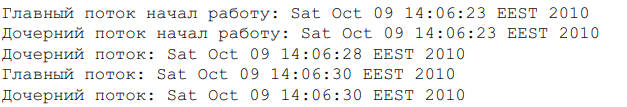 Главный поток начал работу: Sat Oct 09 14:06:23 EEST 2010
Дочерний поток начал работу: Sat Oct 09 14:06:23 EEST 2010
Дочерний поток: Sat Oct 09 14:06:28 EEST 2010
Главный поток: Sat Oct 09 14:06:30 EEST 2010
Дочерний поток: Sat Oct 09 14:06:30 EEST 2010